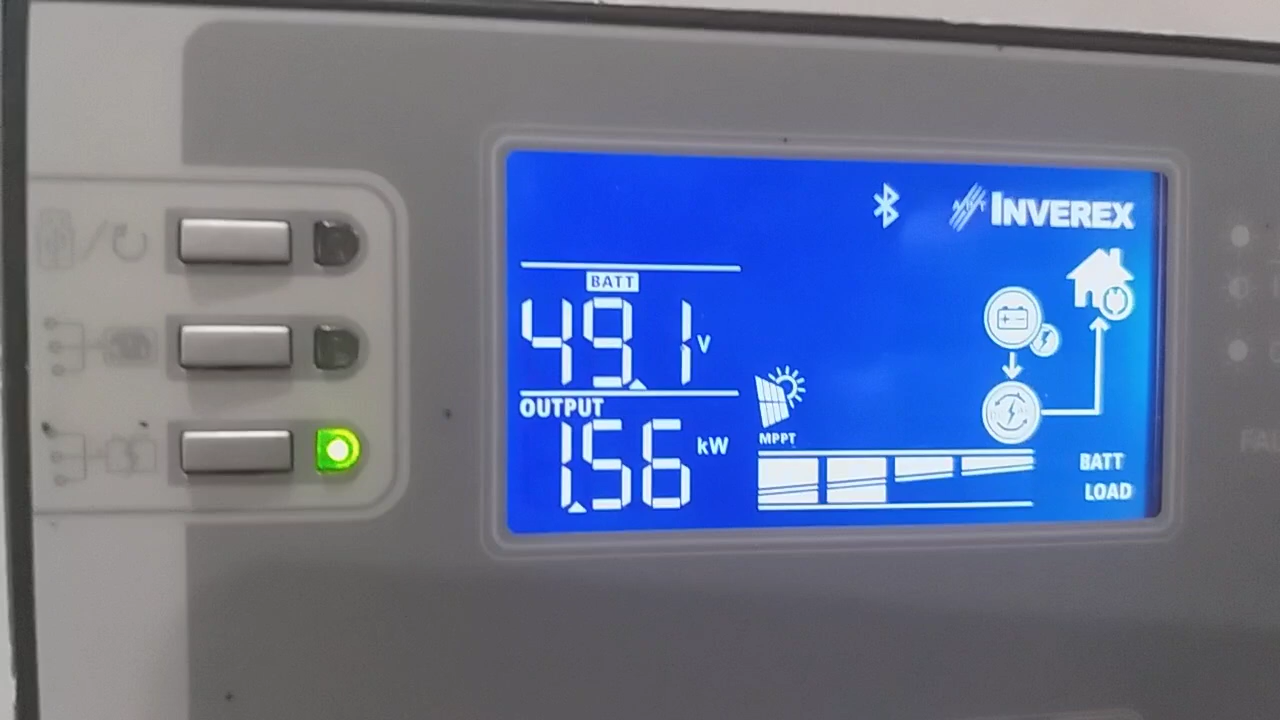 INVEREX
BATT
49.1 V
OUTPUT
1.56 kW
MPPT
BATT
LOAD